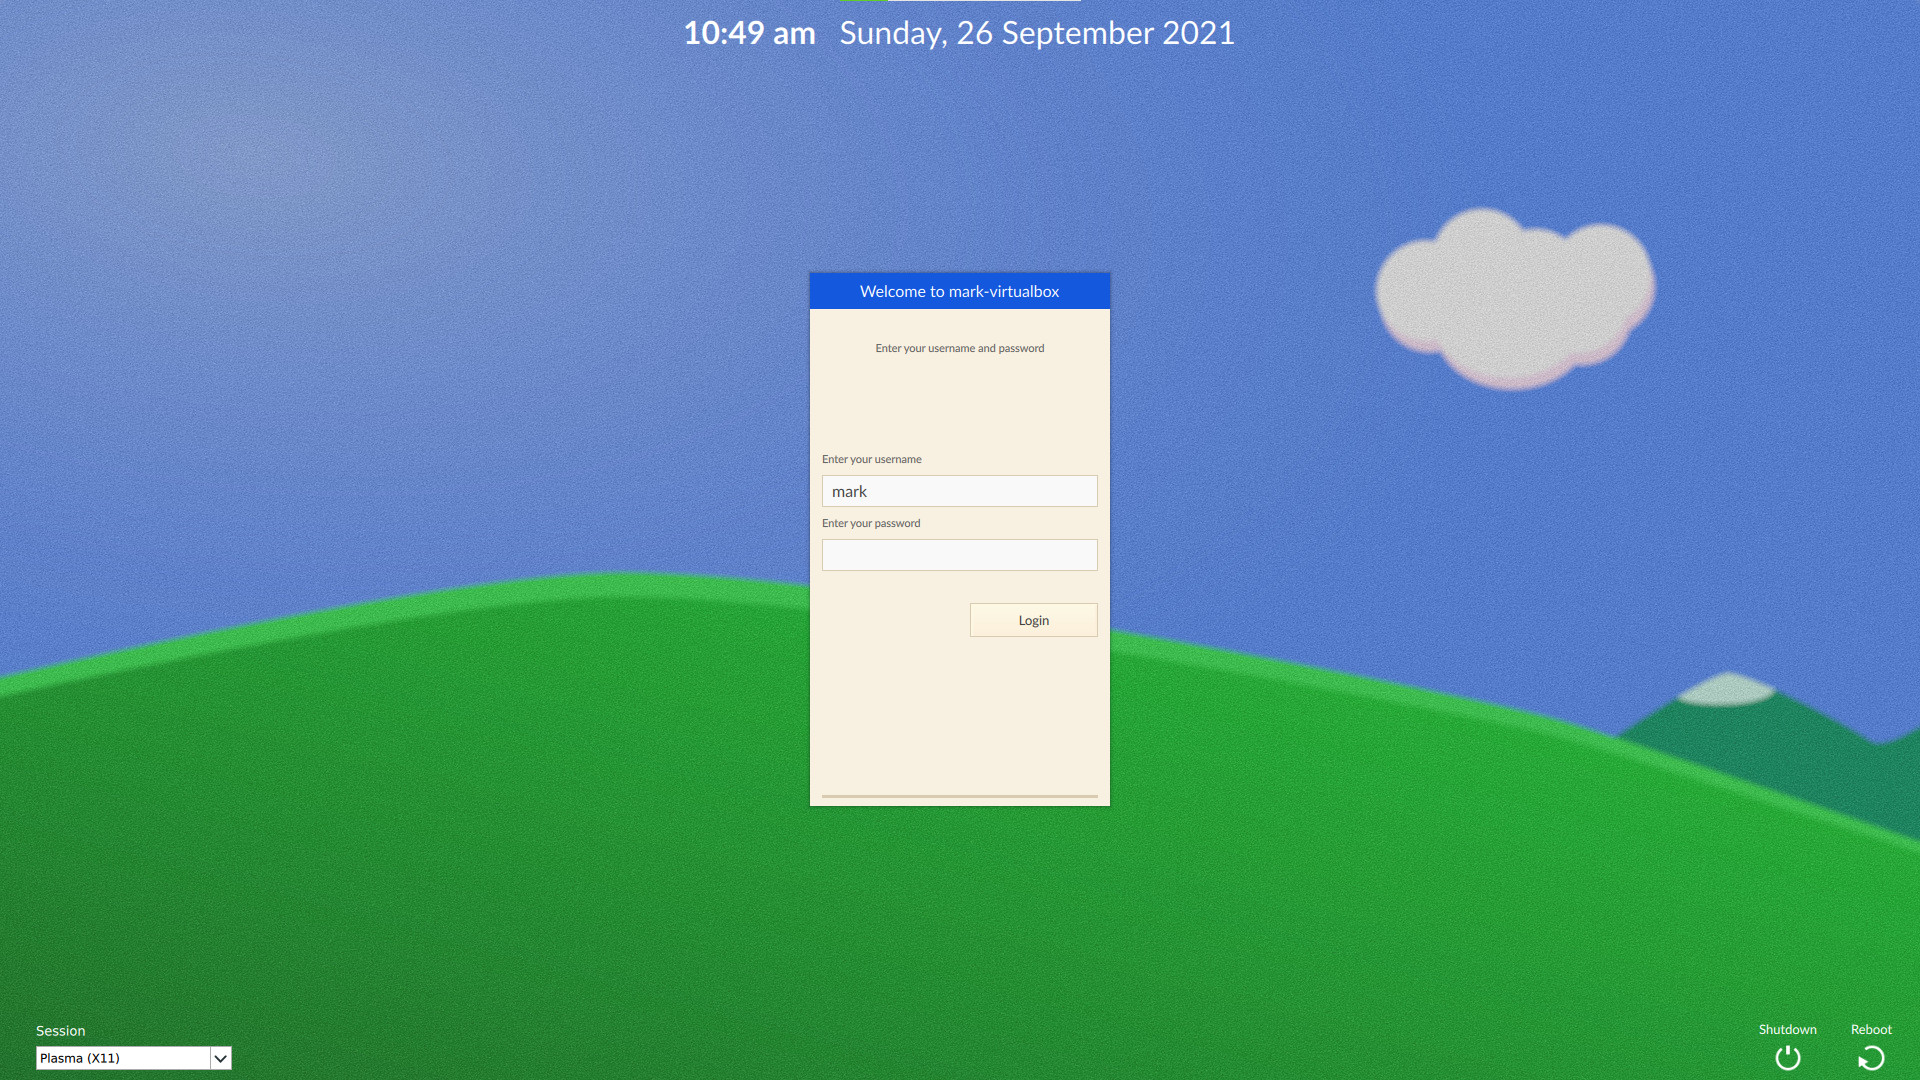 10:49 am Sunday, 26 September 2021
Welcome to mark-virtualbox
Enter your username and password
Enter your username
mark
Enter your password
Login
Session
Plasma (X11)
Shutdown Reboot